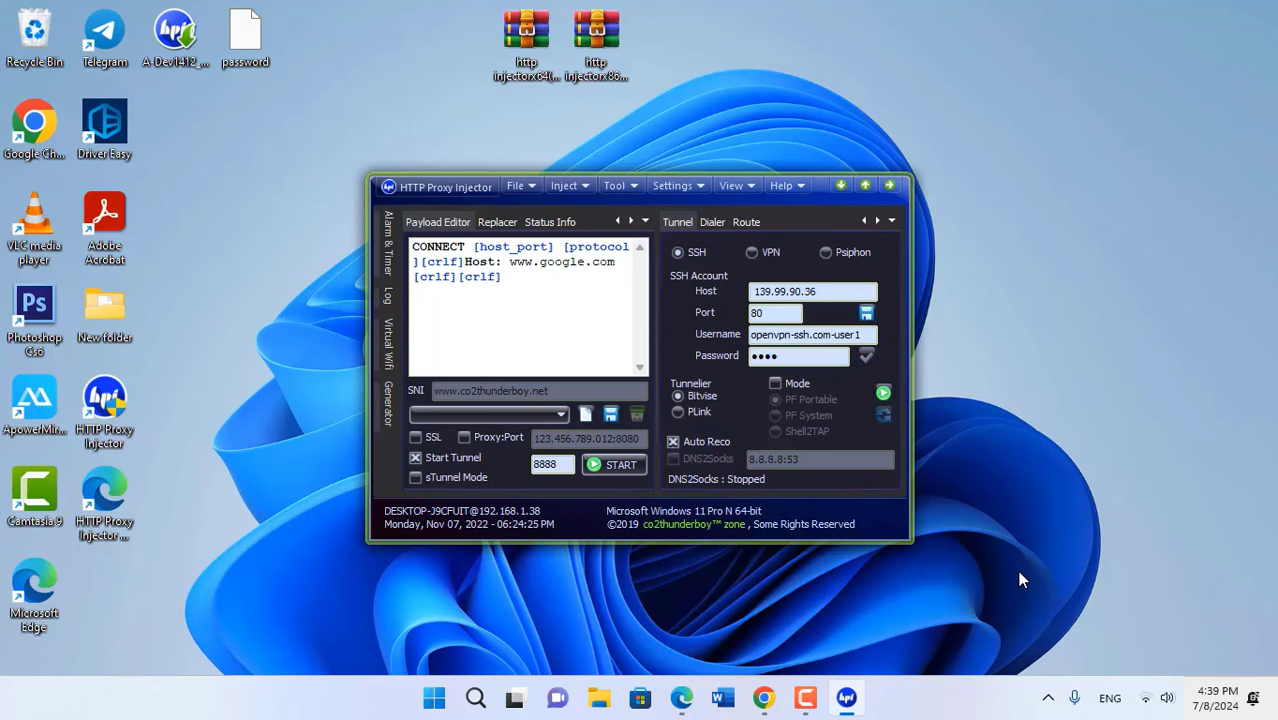 Recycle Bin
Telegram
A-Dev1412_...
password
http injectorx64(...
http injectorx86...
Google Ch...
DriverEasy
VLC media player
Adobe Acrobat
Photoshop CS6
New folder
ApowerMir...
HTTP Proxy Injector
Camtasia 9
HTTP Proxy Injector ...
Microsoft Edge
HTTP Proxy Injector
File
Inject
Tool
Settings
View
Help
Alarm & Timer
Log
Virtual Wifi
Generator
Payload Editor
Replacer
Status Info
CONNECT [host_port] [protocol
][crlf]Host: www.google.com
[crlf][crlf]
SNI
www.co2thunderboy.net
SSL
Proxy:Port
123.456.789.012:8080
Start Tunnel
8888
START
sTunnel Mode
Tunnel
Dialer
Route
SSH
VPN
Psiphon
SSH Account
Host
139.99.90.36
Port
80
Username
openvpn-ssh.com-user1
Password
••••
Tunnelier
Bitvise
PLink
Mode
PF Portable
PF System
Shell2TAP
Auto Reco
DNS2Socks
8.8.8.8:53
DNS2Socks : Stopped
DESKTOP-J9CFUIT@192.168.1.38
Microsoft Windows 11 Pro N 64-bit
Monday, Nov 07, 2022 - 06:24:25 PM
©2019 co2thunderboy™ zone , Some Rights Reserved
ENG
4:39 PM
7/8/2024